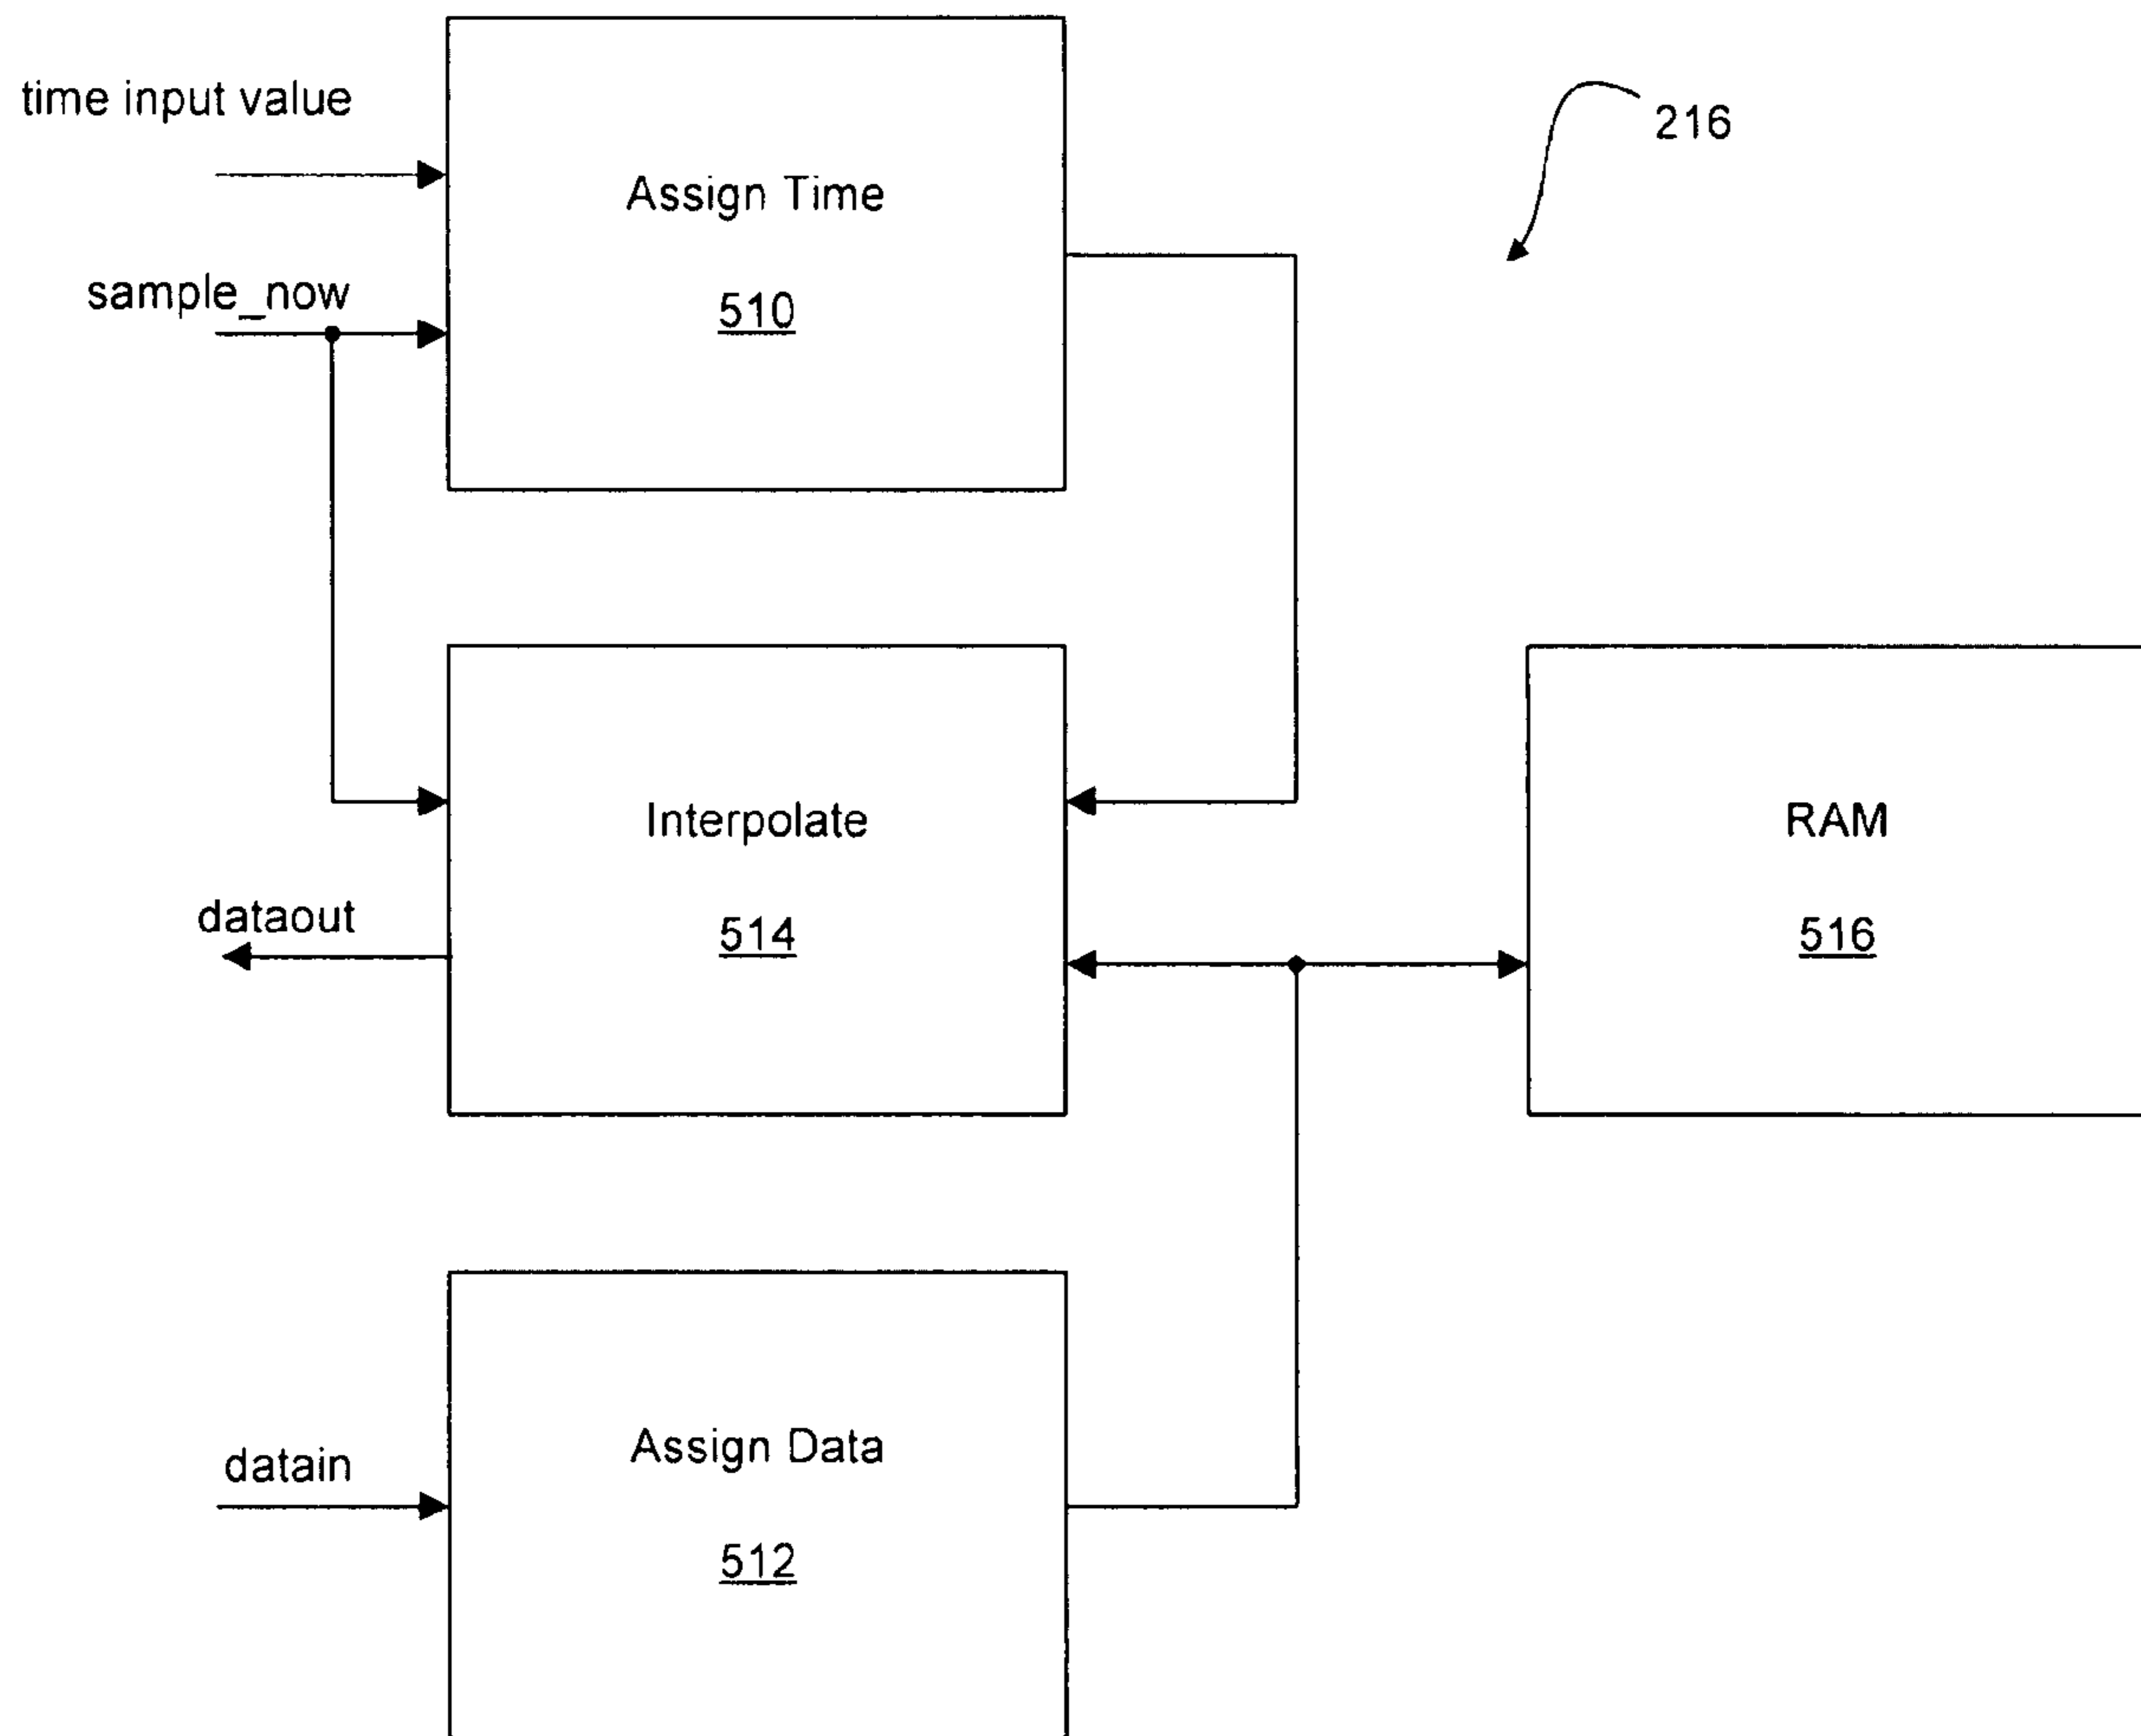 time input value
216
Assign Time
sample_now
510
Interpolate
RAM
dataout
514
516
Assign Data
datain
512